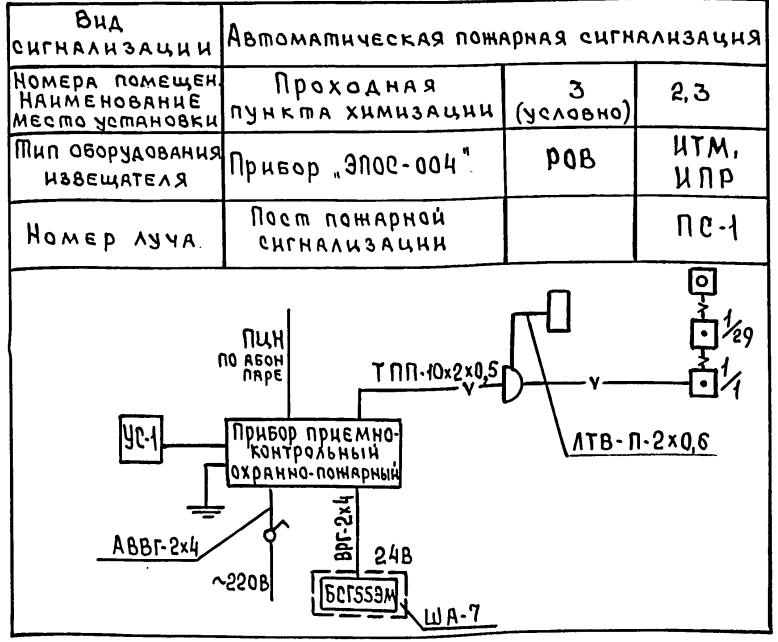 Вид
сигнализации
Автоматическая пожарная сигнализация
Номера помещен.
Наименование
место установки
Проходная
пункта химизации
3
(условно)
2,3
Тип оборудования
извещателя
Прибор „ЭПОС-004"
РОВ
ИТМ,
ИПР
Номер луча.
Пост пожарной
сигнализации
ПС-1
ПЦН
по абон
паре
ТПП-10х2х0,5
1/29
1/1
УС-1
Прибор приемно-
контрольный
охранно-пожарный
ЛТВ-П-2х0,6
АВВГ-2х4
ВРГ-2х4
24В
~220В
БСГ55ЭМ
ША-7